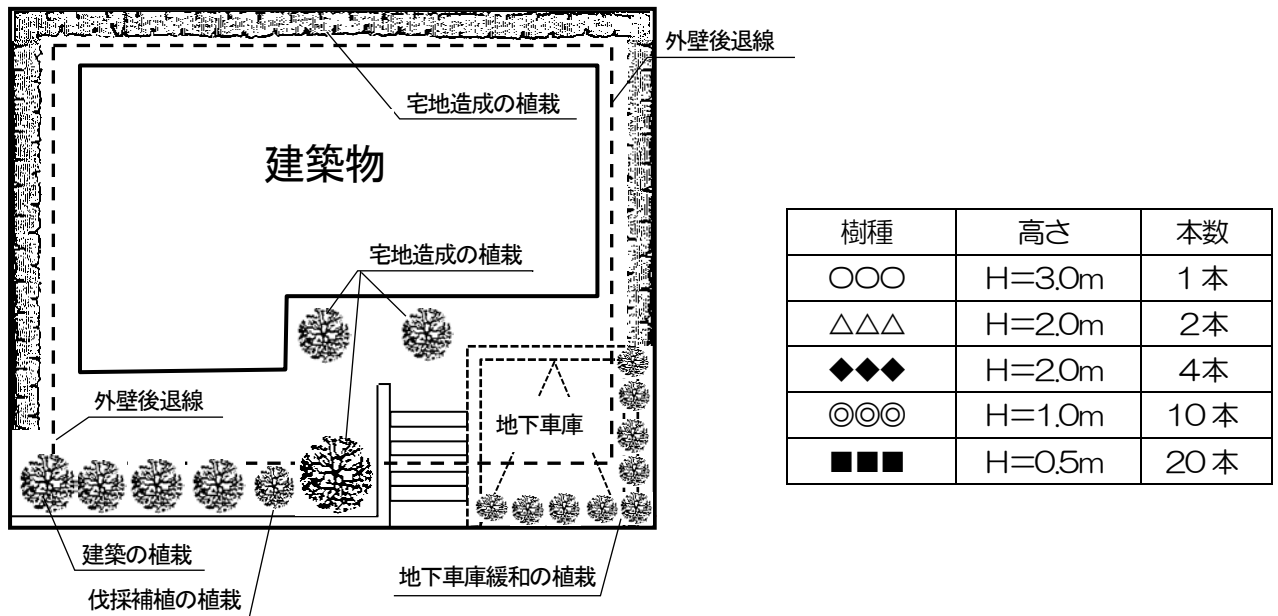 外壁後退線
宅地造成の植栽
建築物
宅地造成の植栽
外壁後退線
地下車庫
建築の植栽
伐採補植の植栽
地下車庫緩和の植栽
樹種 高さ 本数
○○○ H=3.0m 1本
△△△ H=2.0m 2本
◆◆◆ H=2.0m 4本
◎◎◎ H=1.0m 10本
■■■ H=0.5m 20本